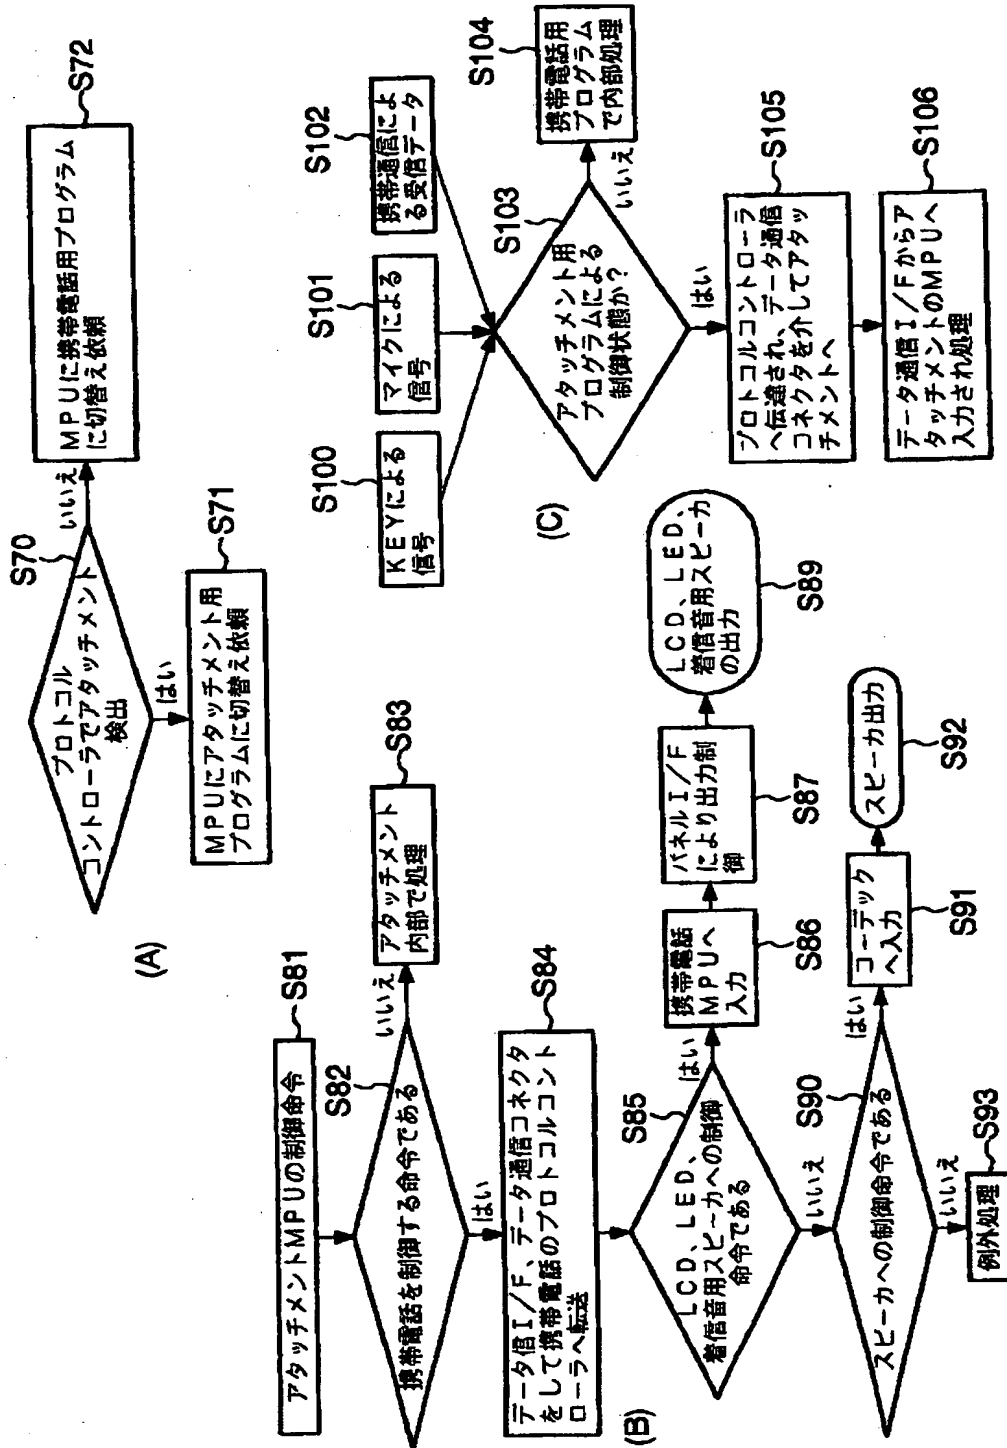 S70
プロトコル
コントローラでアタッチメント
検出
いいえ
はい
S72
MPUに携帯電話用プログラム
に切替え依頼
S71
MPUにアタッチメント用
プログラムに切替え依頼
(A)
S81
アタッチメントMPUの制御命令
S82
携帯電話を制御する命令である
いいえ
はい
S83
アタッチメント
内部で処理
S84
データ信I/F、データ通信コネクタ
をして携帯電話のプロトコルコント
ローラへ転送
S85
LCD、LED、
着信音用スピーカへの制御
命令である
はい
いいえ
S86
携帯電話
MPUへ
入力
S87
パネルI/F
により出力制
御
S89
LCD、LED、
着信音用スピーカ
の出力
S90
スピーカへの制御命令である
はい
いいえ
S91
コーデック
へ入力
S92
スピーカ出力
S93
例外処理
(B)
S100
KEYによる
信号
S101
マイクによる
信号
S102
携帯通信によ
る受信データ
S103
アタッチメント用
プログラムによる
制御状態か?
いいえ
はい
S104
携帯電話用
プログラム
で内部処理
S105
プロトコルコントローラ
へ伝達され、データ通信
コネクタを介してアタッ
チメントへ
S106
データ通信I/Fからア
タッチメントのMPUへ
入力され処理
(C)